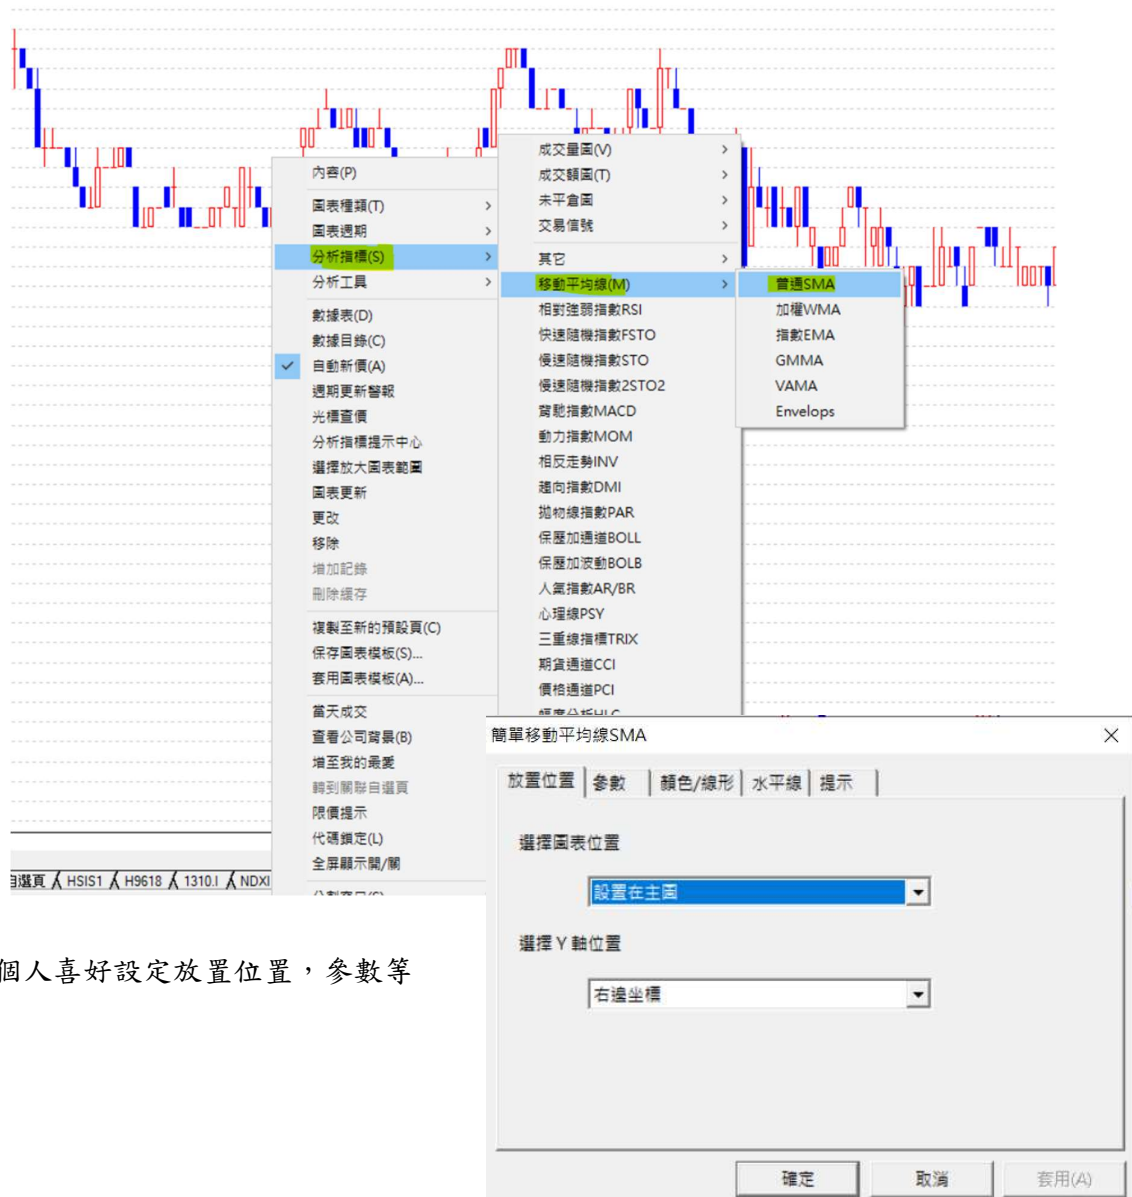 內容(P)
圖表種類(T)
圖表週期
分析指標(S)
分析工具
數據表(D)
數據目錄(C)
自動新價(A)
週期更新警報
光標查價
分析指標提示中心
選擇放大圖表範圍
圖表更新
更改
移除
增加記錄
刪除緩存
複製至新的預設頁(C)
保存圖表模板(S)...
套用圖表模板(A)...
當天成交
查看公司背景(B)
增至我的最愛
轉到關聯自選頁
限價提示
代碼鎖定(L)
全屏顯示開/關
成交量圖(V)
成交額圖(T)
未平倉圖
交易信號
其它
移動平均線(M)
相對強弱指數RSI
快速隨機指數FSTO
慢速隨機指數STO
慢速隨機指數2STO2
背馳指數MACD
動力指數MOM
相反走勢INV
趨向指數DMI
拋物線指數PAR
保歷加通道BOLL
保歷加波動BOLB
人氣指數AR/BR
心理線PSY
三重線指標TRIX
期貨通道CCI
價格通道PCI
普通SMA
加權WMA
指數EMA
GMMA
VAMA
Envelops
自選頁 HSIS1 H9618 1310.I NDXI
簡單移動平均線SMA
放置位置 參數 顏色/線形 水平線 提示
選擇圖表位置
設置在主圖
選擇 Y 軸位置
右邊坐標
確定 取消 套用(A)
個人喜好設定放置位置，參數等